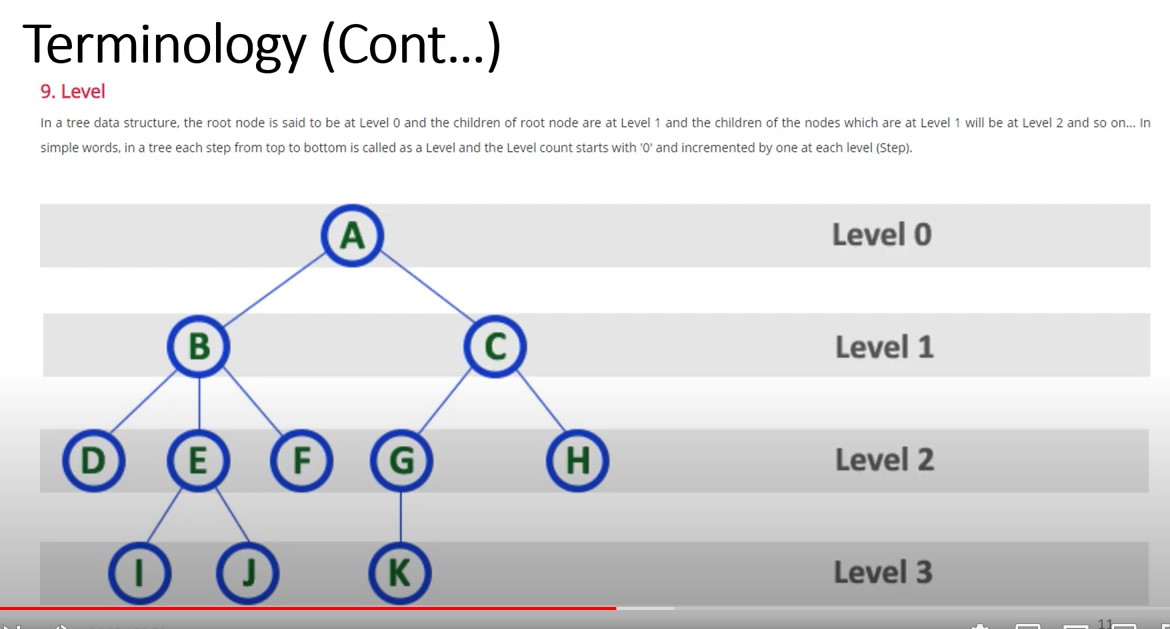 Terminology (Cont...)
9. Level
In a tree data structure, the root node is said to be at Level 0 and the children of root node are at Level 1 and the children of the nodes which are at Level 1 will be at Level 2 and so on... In
simple words, in a tree each step from top to bottom is called as a Level and the Level count starts with '0' and incremented by one at each level (Step).
A Level 0
B C Level 1
D E F G H Level 2
I J K Level 3
11